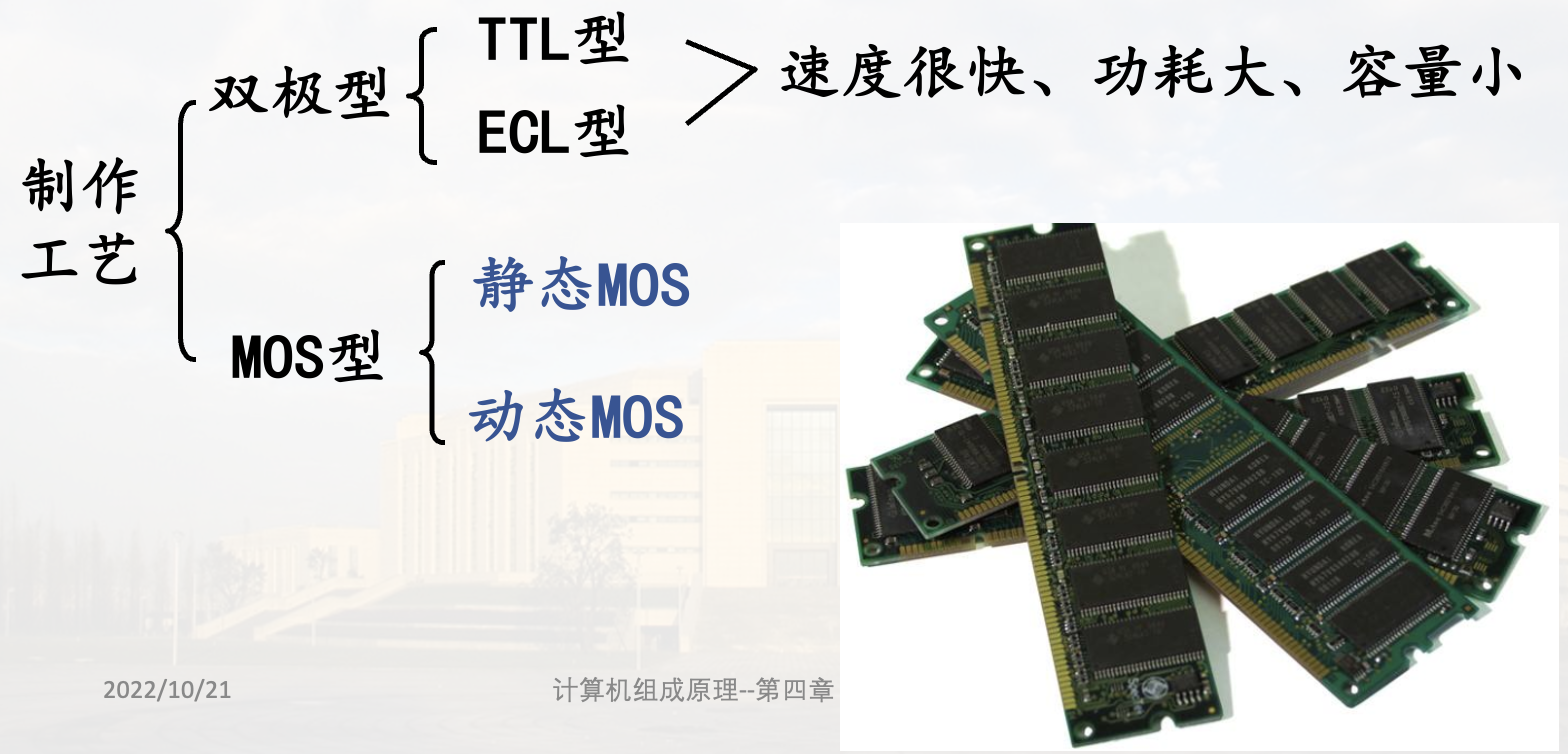 TTL型
双极型
ECL型
速度很快、功耗大、容量小
制作
工艺
静态MOS
MOS型
动态MOS
2022/10/21
计算机组成原理--第四章